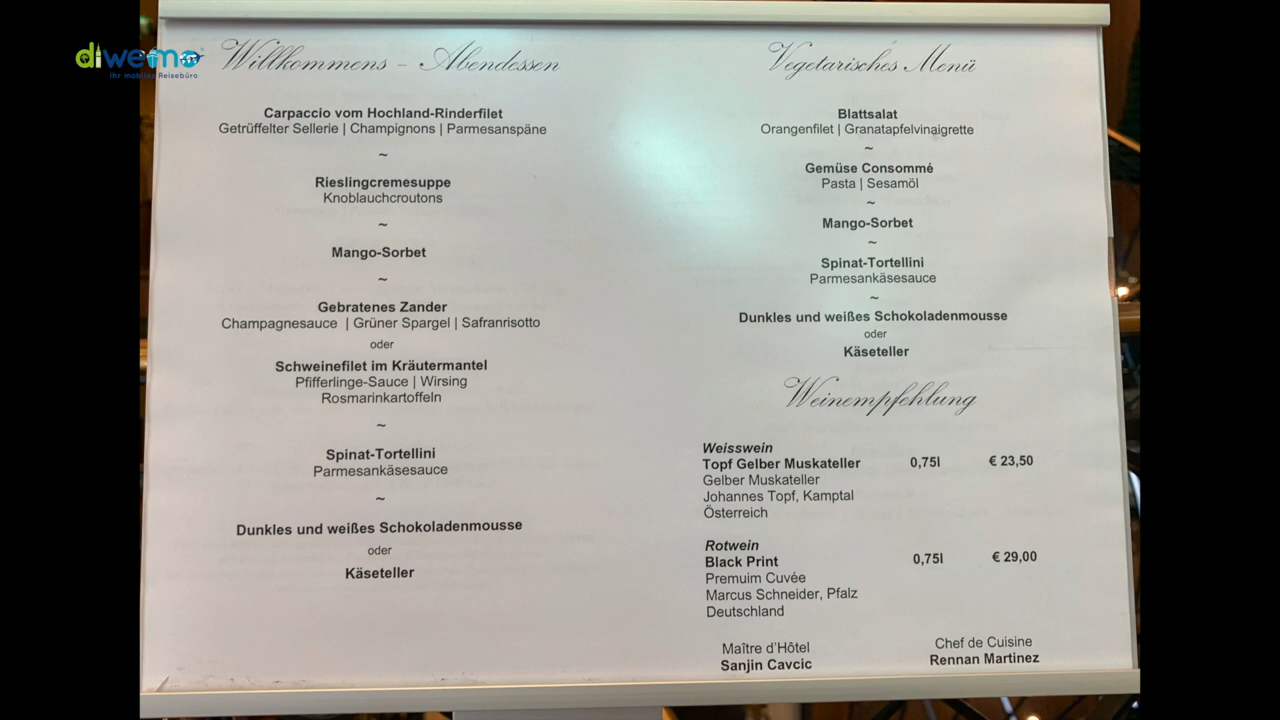 diwemo
Ihr mobiles Reisebüro
Willkommens - Abendessen
Carpaccio vom Hochland-Rinderfilet
Getrüffelter Sellerie | Champignons | Parmesanspäne
~
Rieslingcremesuppe
Knoblauchcroutons
~
Mango-Sorbet
~
Gebratenes Zander
Champagnesauce | Grüner Spargel | Safranrisotto
oder
Schweinefilet im Kräutermantel
Pfifferlinge-Sauce | Wirsing
Rosmarinkartoffeln
~
Spinat-Tortellini
Parmesankäsesauce
~
Dunkles und weißes Schokoladenmousse
oder
Käseteller
Vegetarisches Menü
Blattsalat
Orangenfilet | Granatapfelvinaigrette
~
Gemüse Consommé
Pasta | Sesamöl
~
Mango-Sorbet
~
Spinat-Tortellini
Parmesankäsesauce
~
Dunkles und weißes Schokoladenmousse
oder
Käseteller
Weinempfehlung
Weisswein
Topf Gelber Muskateller 0,75l € 23,50
Gelber Muskateller
Johannes Topf, Kamptal
Österreich
Rotwein
Black Print 0,75l € 29,00
Premuim Cuvée
Marcus Schneider, Pfalz
Deutschland
Maître d'Hôtel Chef de Cuisine
Sanjin Cavcic Rennan Martinez